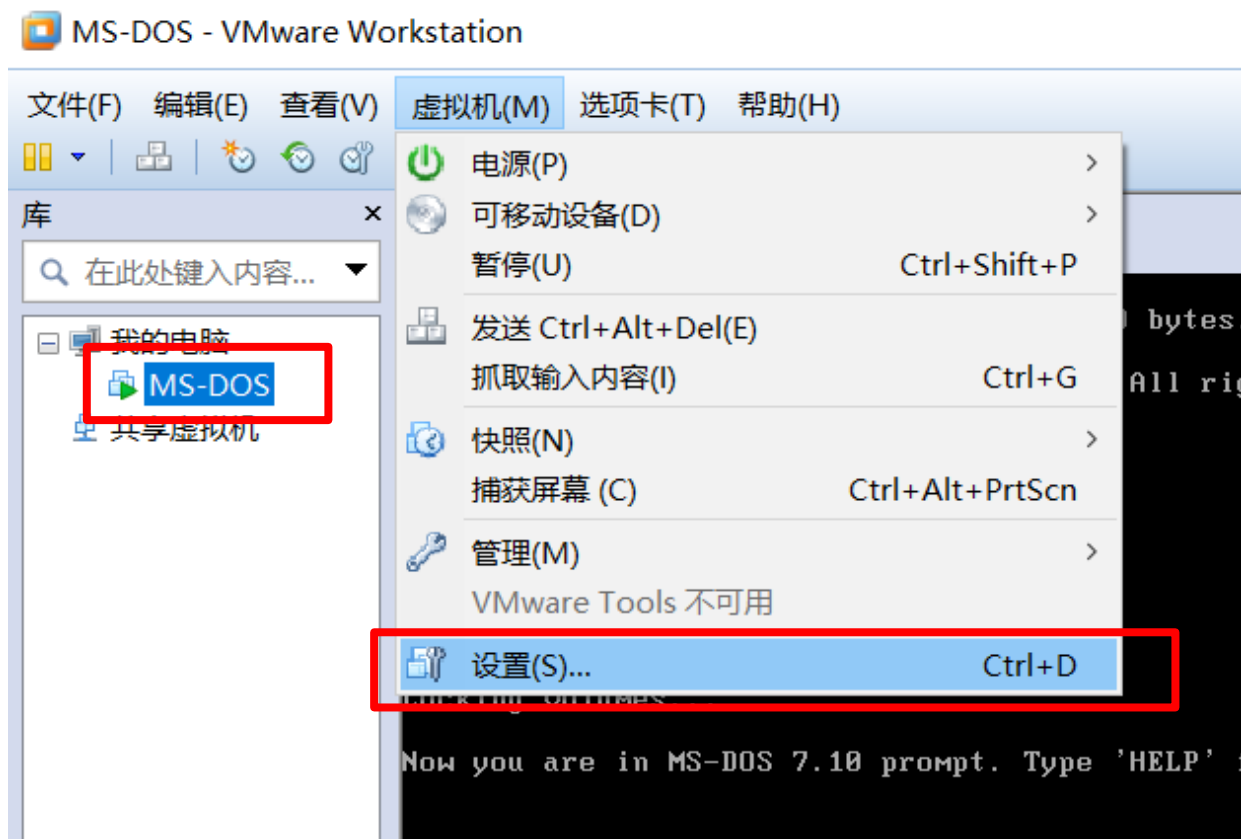 MS-DOS - VMware Workstation
文件(F) 编辑(E) 查看(V) 虚拟机(M) 选项卡(T) 帮助(H)
库
在此处键入内容...
我的电脑
MS-DOS
共享虚拟机
电源(P)
可移动设备(D)
暂停(U) Ctrl+Shift+P
发送 Ctrl+Alt+Del(E)
抓取输入内容(I) Ctrl+G
快照(N)
捕获屏幕 (C) Ctrl+Alt+PrtScn
管理(M)
VMware Tools 不可用
设置(S)... Ctrl+D
bytes
All
Now you are in MS-DOS 7.10 prompt. Type 'HELP'